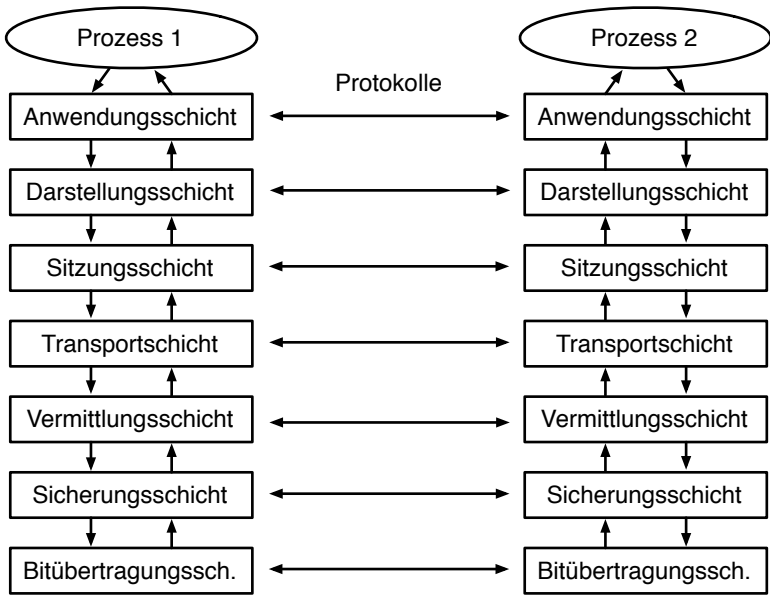 Prozess 1
Prozess 2
Protokolle
Anwendungsschicht
Anwendungsschicht
Darstellungsschicht
Darstellungsschicht
Sitzungsschicht
Sitzungsschicht
Transportschicht
Transportschicht
Vermittlungsschicht
Vermittlungsschicht
Sicherungsschicht
Sicherungsschicht
Bitübertragungssch.
Bitübertragungssch.